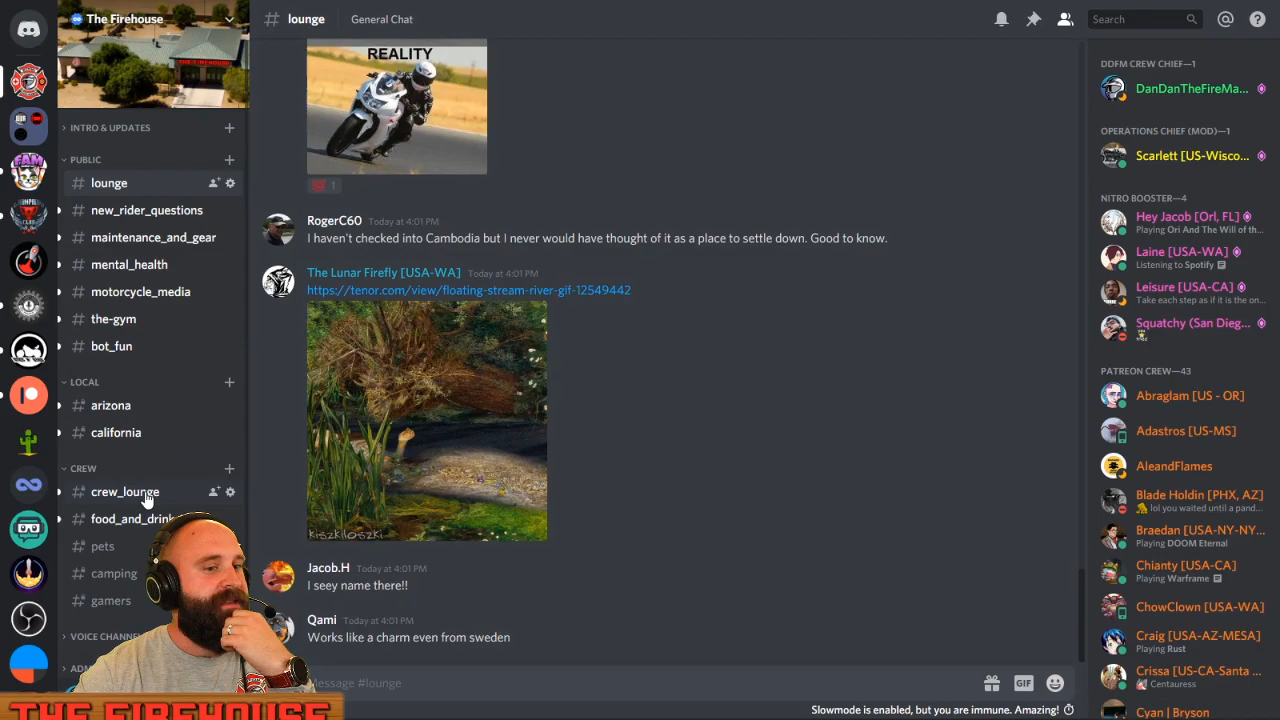 The Firehouse
THE FIREHOUSE
INTRO & UPDATES
PUBLIC
lounge
new_rider_questions
maintenance_and_gear
mental_health
motorcycle_media
the-gym
bot_fun
LOCAL
arizona
california
CREW
crew_lounge
food_and_drink
pets
camping
gamers
VOICE CHANNE
ADM
THE FIREHOUSE
# lounge General Chat
Search
REALITY
1
RogerC60 Today at 4:01 PM
I haven't checked into Cambodia but I never would have thought of it as a place to settle down. Good to know.
The Lunar Firefly [USA-WA] Today at 4:01 PM
https://tenor.com/view/floating-stream-river-gif-12549442
kiszkiloszki
Jacob.H Today at 4:01 PM
I seey name there!!
Qami Today at 4:01 PM
Works like a charm even from sweden
Message #lounge
GIF
Slowmode is enabled, but you are immune. Amazing!
DDFM CREW CHIEF—1
DanDanTheFireMa...
OPERATIONS CHIEF (MOD)—1
Scarlett [US-Wisco...
NITRO BOOSTER—4
Hey Jacob [Orl, FL]
Playing Ori And The Will of th...
Laine [USA-WA]
Listening to Spotify
Leisure [USA-CA]
Take each step as if it is the on...
Squatchy (San Dieg...
PATREON CREW—43
Abraglam [US - OR]
Adastros [US-MS]
AleandFlames
Blade Holdin [PHX, AZ]
lol you waited until a pand...
Braedan [USA-NY-NY...
Playing DOOM Eternal
Chianty [USA-CA]
Playing Warframe
ChowClown [USA-WA]
Craig [USA-AZ-MESA]
Playing Rust
Crissa [US-CA-Santa ...
Centauress
Cyan | Bryson
FAM